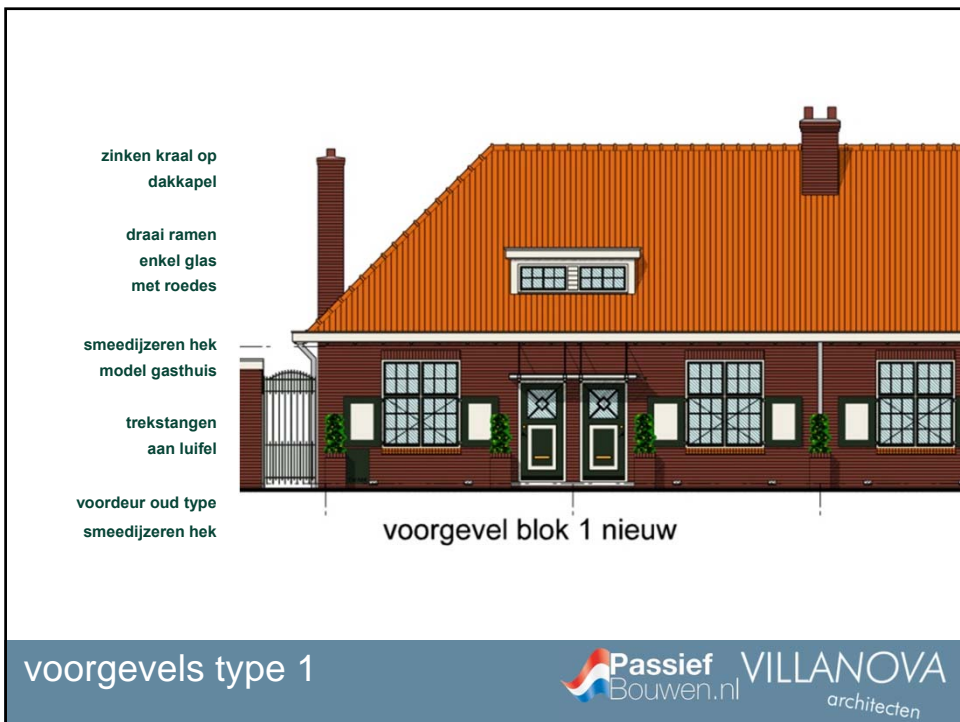 zinken kraal op
dakkapel
draai ramen
enkel glas
met roedes
smeedijzeren hek
model gasthuis
trekstangen
aan luifel
voordeur oud type
smeedijzeren hek
voorgevel blok 1 nieuw
voorgevels type 1
Passief
Bouwen.nl
VILLANOVA
architecten